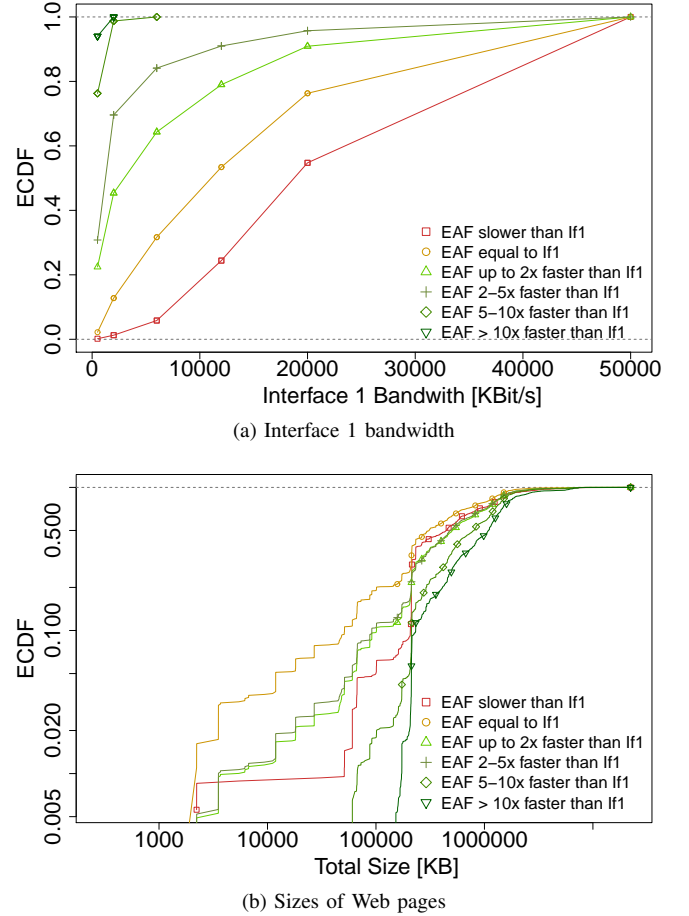 1.0
0.8
0.6
0.4
0.2
0.0
ECDF
EAF slower than If1
EAF equal to If1
EAF up to 2x faster than If1
EAF 2−5x faster than If1
EAF 5−10x faster than If1
EAF > 10x faster than If1
0 10000 20000 30000 40000 50000
Interface 1 Bandwith [KBit/s]
(a) Interface 1 bandwidth
0.500
0.100
0.020
0.005
ECDF
EAF slower than If1
EAF equal to If1
EAF up to 2x faster than If1
EAF 2−5x faster than If1
EAF 5−10x faster than If1
EAF > 10x faster than If1
1000 10000 100000 1000000
Total Size [KB]
(b) Sizes of Web pages